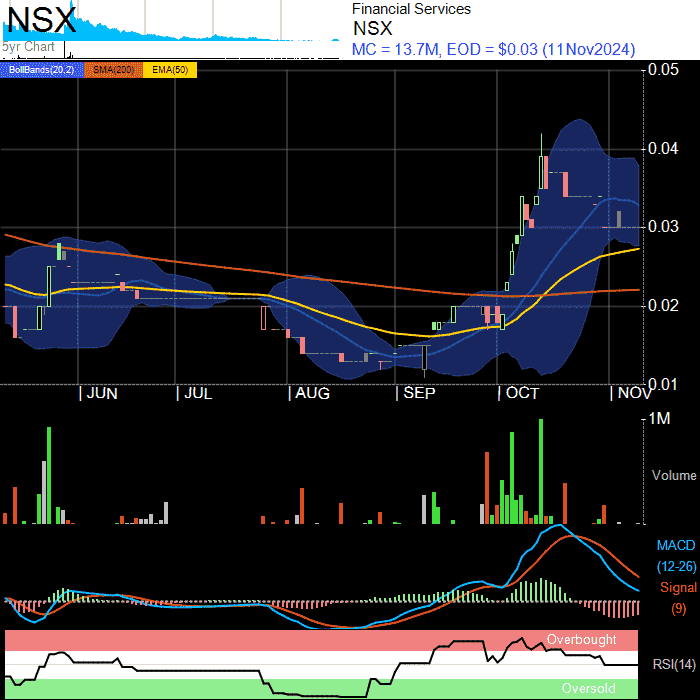 NSX
5yr Chart
Financial Services
NSX
MC = 13.7M, EOD = $0.03 (11Nov2024)
BollBands(20,2) SMA(200) EMA(50)
0.05
0.04
0.03
0.02
0.01
JUN JUL AUG SEP OCT NOV
1M
Volume
MACD
(12-26)
Signal
(9)
Overbought
RSI(14)
Oversold